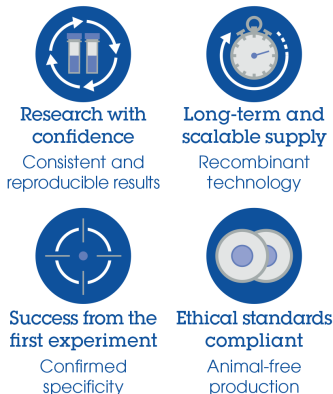 Research with
confidence
Consistent and
reproducible results
Long-term and
scalable supply
Recombinant
technology
Success from the
first experiment
Confirmed
specificity
Ethical standards
compliant
Animal-free
production